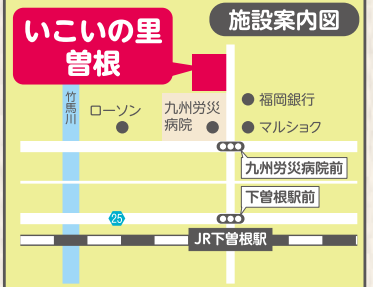 施設案内図
いこいの里
曽根
竹馬川
ローソン
九州労災
病院
福岡銀行
マルショク
九州労災病院前
下曽根駅前
25
JR下曽根駅